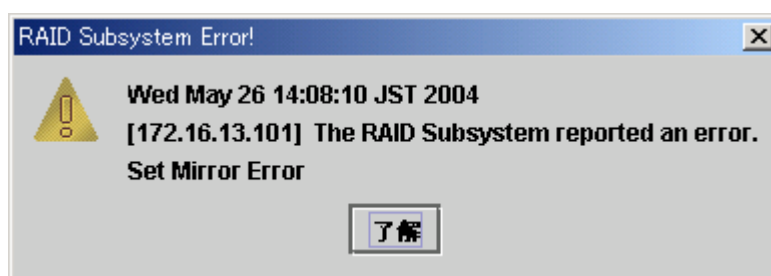 RAID Subsystem Error!
Wed May 26 14:08:10 JST 2004
[172.16.13.101] The RAID Subsystem reported an error.
Set Mirror Error
了解